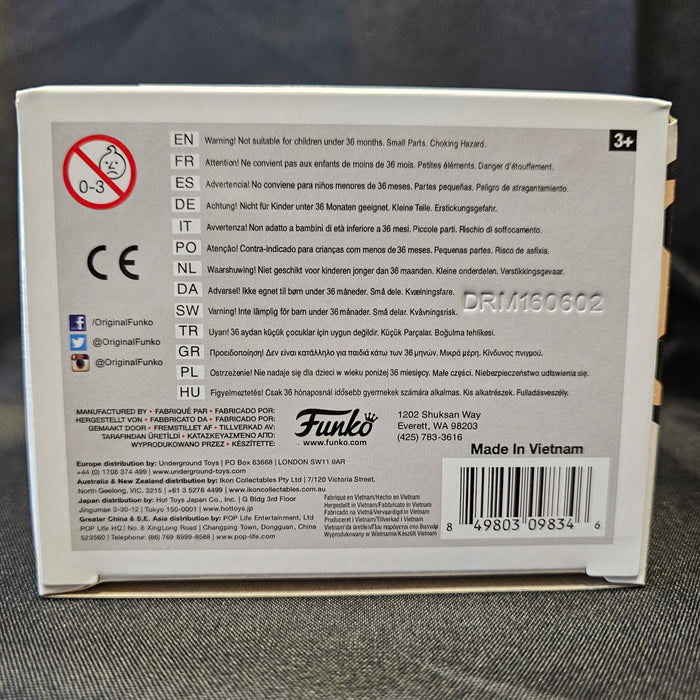 0-3
3+
EN Warning! Not suitable for children under 36 months. Small Parts. Choking Hazard.
FR Attention! Ne convient pas aux enfants de moins de 36 mois. Petites éléments. Danger d'étouffement.
ES Advertencia! No conviene para niños menores de 36 meses. Partes pequeñas. Peligro de atragantamiento.
DE Achtung! Nicht für Kinder unter 36 Monaten geeignet. Kleine Teile. Erstickungsgefahr.
IT Avvertenza! Non adatto a bambini di età inferiore a 36 mesi. Piccole parti. Rischio di soffocamento.
PO Atenção! Contra-indicado para crianças com menos de 36 meses. Pequenas partes. Risco de asfixia.
NL Waarshuwing! Niet geschikt voor kinderen jonger dan 36 maanden. Kleine onderdelen. Verstikkingsgevaar.
DA Advarsel! Ikke egnet til børn under 36 måneder. Små dele. Kvælningsfare.
SW Varning! Inte lämplig för barn under 36 månader. Små delar. Kvävningsrisk.
TR Uyarı! 36 aydan küçük çocuklar için uygun değildir. Küçük Parçalar. Boğulma tehlikesi.
GR Προειδοποίηση! Δεν είναι κατάλληλο για παιδιά κάτω των 36 μηνών. Μικρά μέρη. Κίνδυνος πνιγμού.
PL Ostrzeżenie! Nie nadaje się dla dzieci w wieku poniżej 36 miesięcy. Małe części. Niebezpieczeństwo udławienia się.
HU Figyelmeztetés! Csak 36 hónaposnál idősebb gyermekek számára alkalmas. Kis alkatrészek. Fulladásveszély.
CE
DRM160602
/OriginalFunko
@OriginalFunko
@OriginalFunko
MANUFACTURED BY • FABRIQUÉ PAR • FABRICADO POR:
HERGESTELLT VON • FABBRICATO DA • FABRICADO POR:
GEMAAKT DOOR • FREMSTILLET AF • TILLVERKAD AV:
TARAFINDAN ÜRETİLDİ • ΚΑΤΑΣΚΕΥΑΣΜΕΝΟ ΑΠΟ:
WYPRODUKOWANO PRZEZ • KÉSZÍTETTE:
Funko
www.funko.com
1202 Shuksan Way
Everett, WA 98203
(425) 783-3616
Made In Vietnam
Europe distribution by: Underground Toys | PO Box 63668 | LONDON SW11 9AR
+44 (0) 1708 374 499 | www.underground-toys.com
Australia & New Zealand distribution by: Ikon Collectables Pty Ltd | 7/120 Victoria Street,
North Geelong, VIC, 3215 | +61 3 5278 4499 | www.ikoncollectables.com.au
Japan distribution by: Hot Toys Japan Co., Inc. | G Bldg 3rd Floor
Jingumae 3-30-12 | Tokyo 150-0001 | www.hottoys.jp
Greater China & S.E. Asia distribution by: POP Life Entertainment, Ltd
POP Life HQ | No. 8 XingLong Road | Changping Town, Dongguan, China
523560 | Telephone: (86) 769 8999-8568 | www.pop-life.com
Fabriqué en Vietnam/Hecho en Vietnam
Hergestellt in Vietnam/Fabbricato in Vietnam
Fabricado na Vietnã/Vervaardigd in Vietnam
Produceret i Vietnam/Tillverkad i Vietnam
Wyprodukowany w Wietnamie/Készült Vietnam
8 49803 09834 6